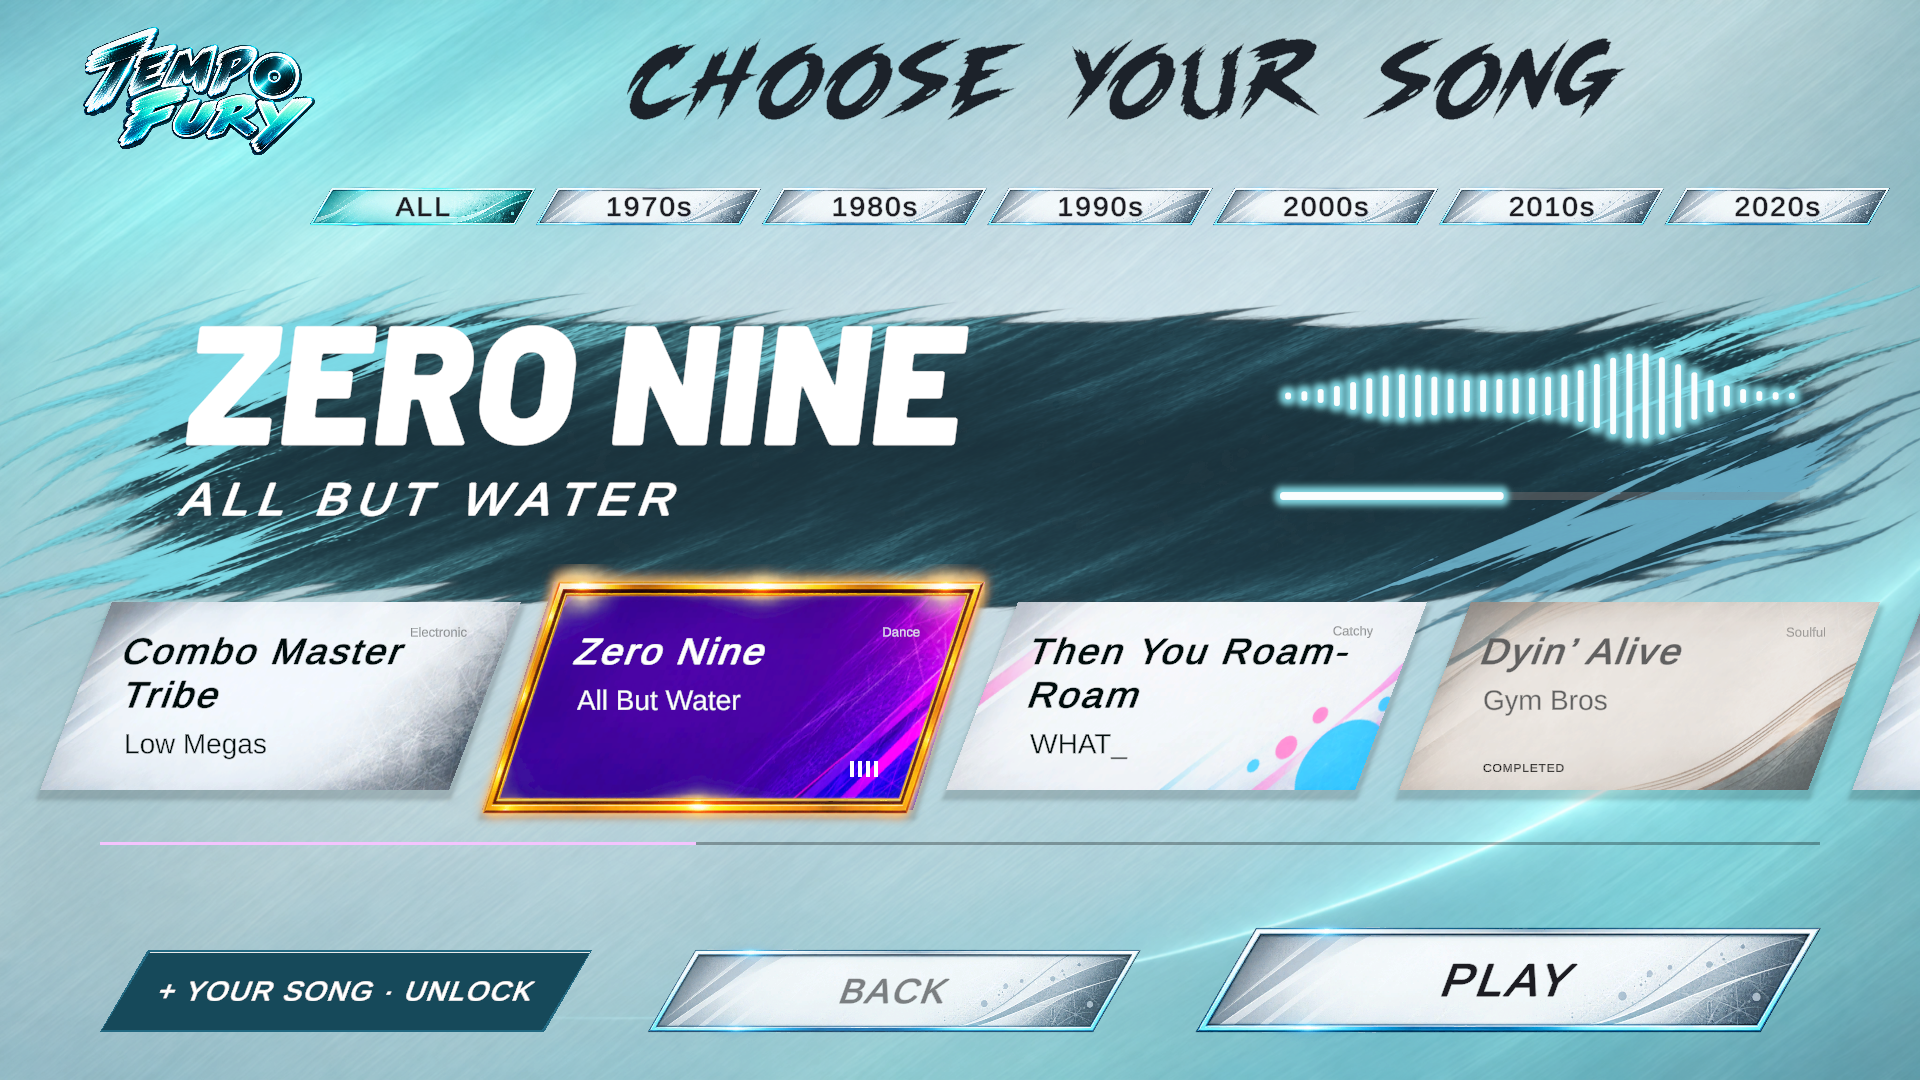 TEMPO
FURY
CHOOSE YOUR SONG
ALL
1970s
1980s
1990s
2000s
2010s
2020s
ZERO NINE
ALL BUT WATER
Electronic
Combo Master
Tribe
Low Megas
Dance
Zero Nine
All But Water
Catchy
Then You Roam-
Roam
WHAT_
Soulful
Dyin’ Alive
Gym Bros
COMPLETED
+ YOUR SONG · UNLOCK
BACK
PLAY